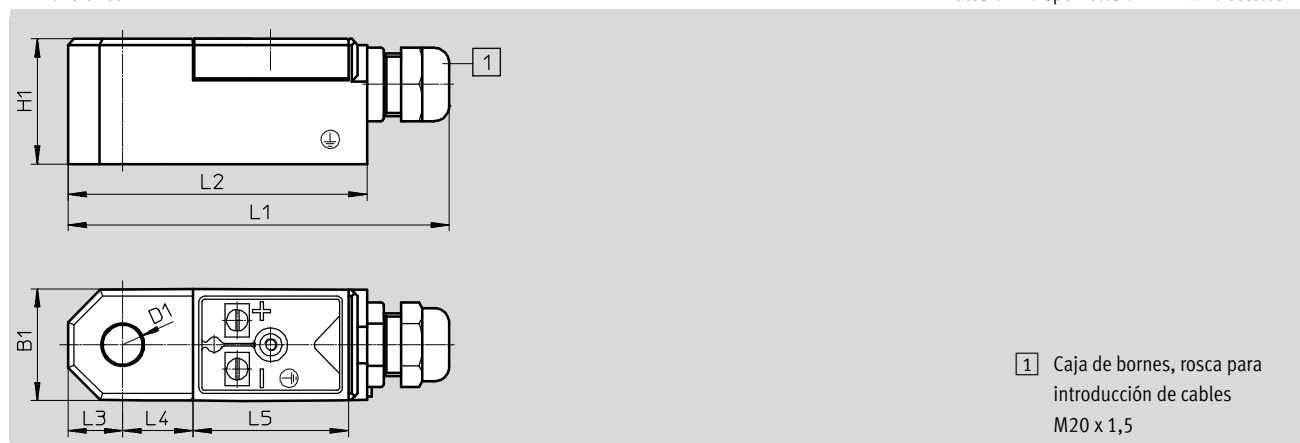 H1
1
L2
L1
B1
D1
+
–
L3
L4
L5
1 Caja de bornes, rosca para
introducción de cables
M20 x 1,5